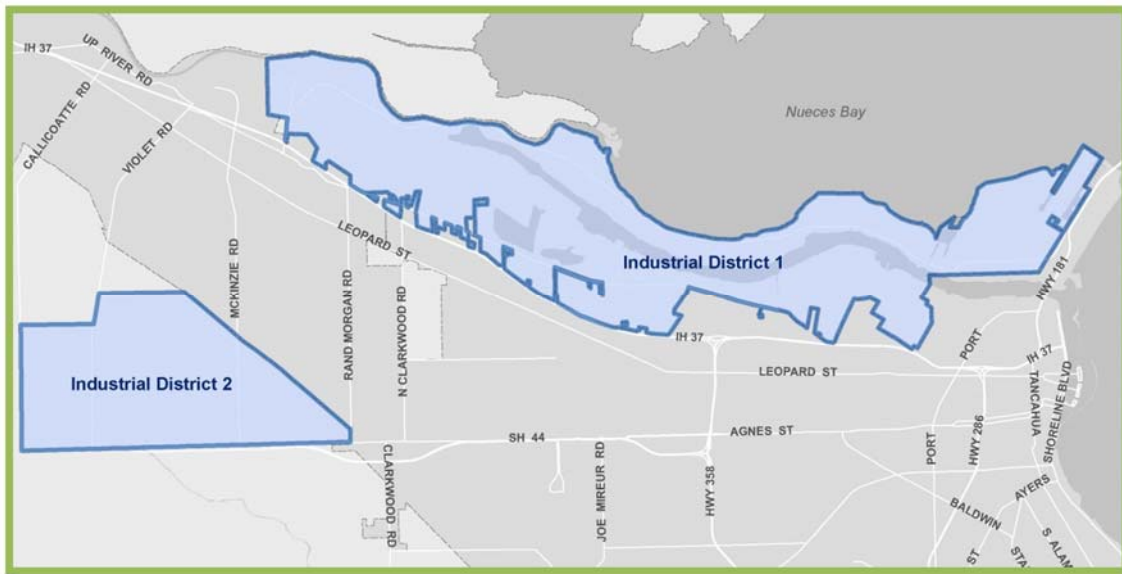 IH 37
UP RIVER RD
CALLICOATTE RD
VIOLET RD
MCKINZIE RD
Nueces Bay
LEOPARD ST
RAND MORGAN RD
N CLARKWOOD RD
Industrial District 1
HWY 181
Industrial District 2
IH 37
PORT
IH 37
LEOPARD ST
TANCAHUA
SHORELINE BLVD
SH 44
AGNES ST
CLARKWOOD RD
JOE MIREUR RD
HWY 358
PORT
HWY 286
BALDWIN
AYERS
ST
STA
S ALAM